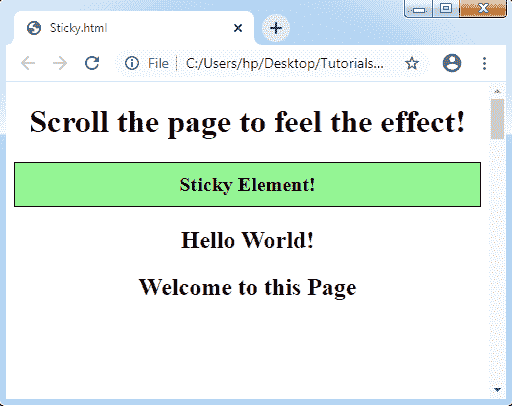 Sticky.html
File C:/Users/hp/Desktop/Tutorials...
Scroll the page to feel the effect!
Sticky Element!
Hello World!
Welcome to this Page